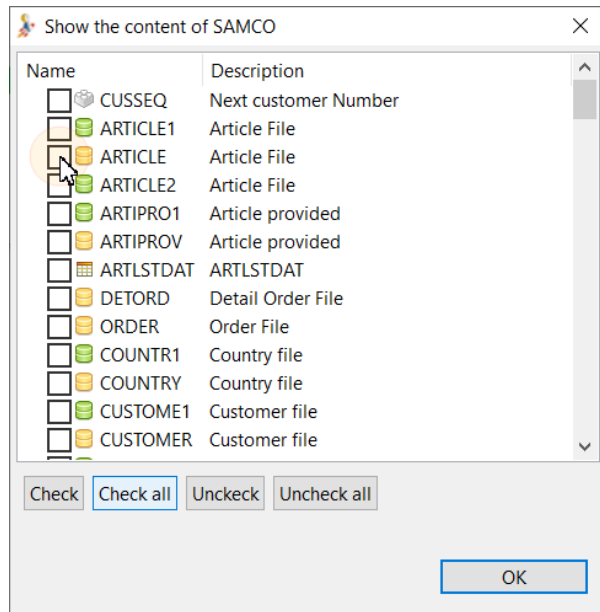 Show the content of SAMCO
Name Description
CUSSEQ Next customer Number
ARTICLE1 Article File
ARTICLE Article File
ARTICLE2 Article File
ARTIPRO1 Article provided
ARTIPROV Article provided
ARTLSTDAT ARTLSTDAT
DETORD Detail Order File
ORDER Order File
COUNTR1 Country file
COUNTRY Country file
CUSTOME1 Customer file
CUSTOMER Customer file
Check Check all Unckeck Uncheck all
OK